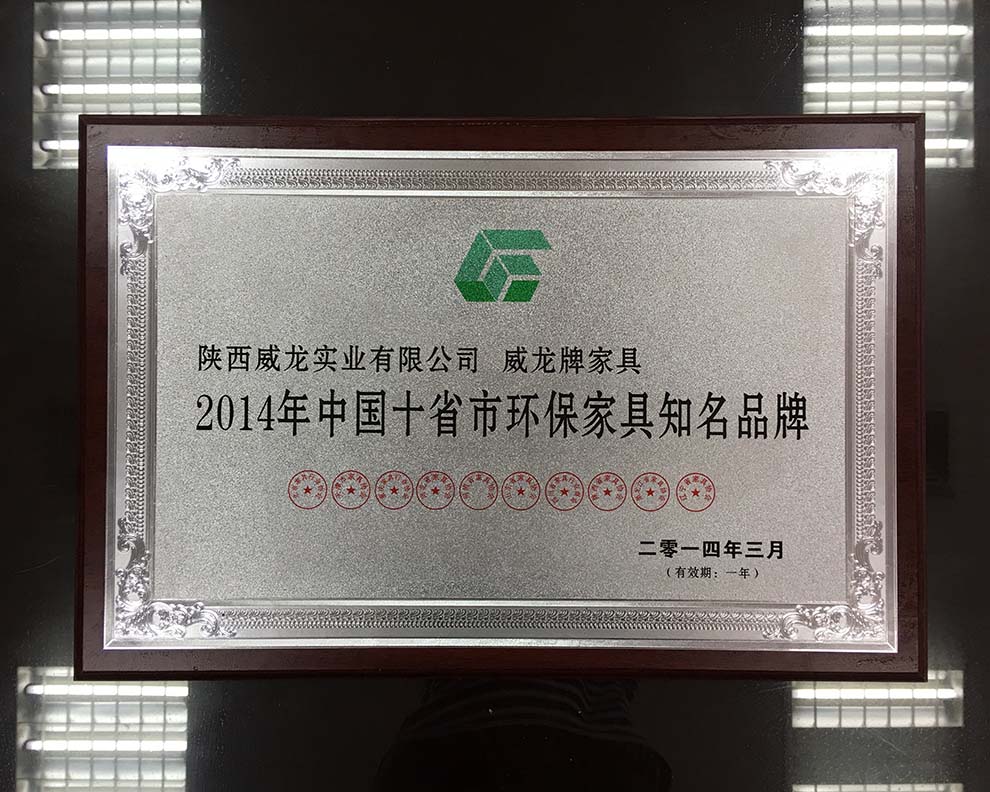 陕西威龙实业有限公司 威龙牌家具
2014年中国十省市环保家具知名品牌
二零一四年三月
（有效期：一年）